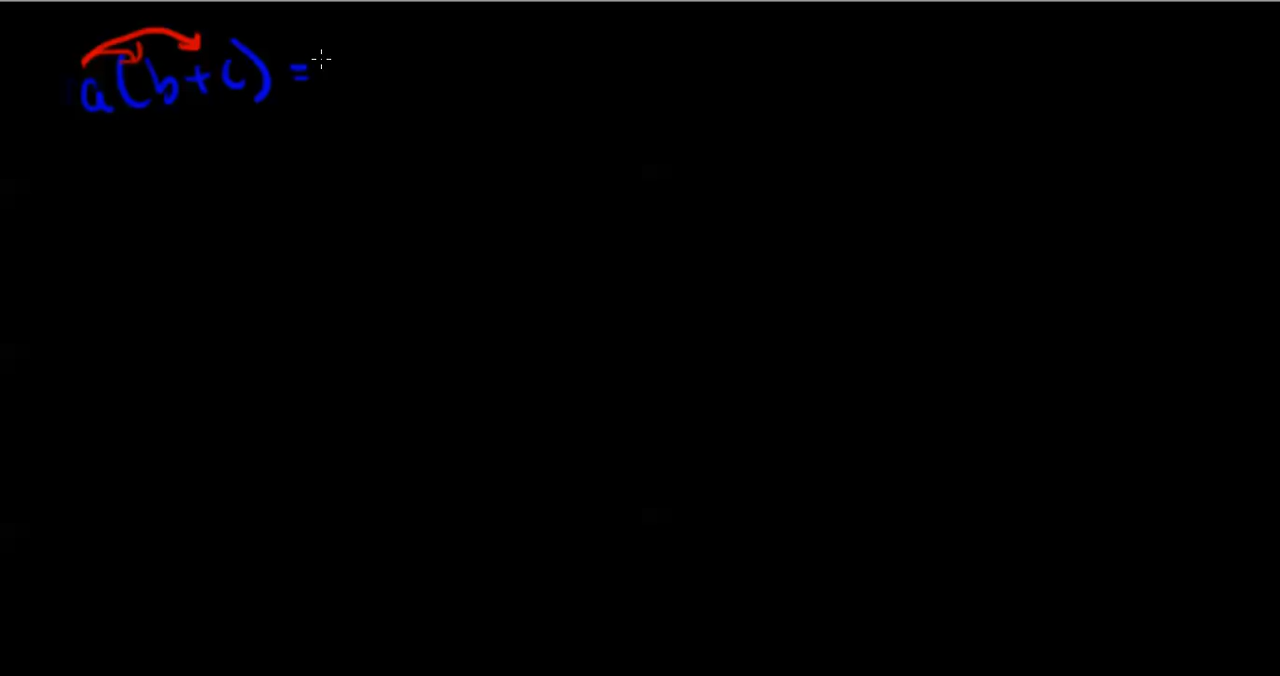 a(b+c) =